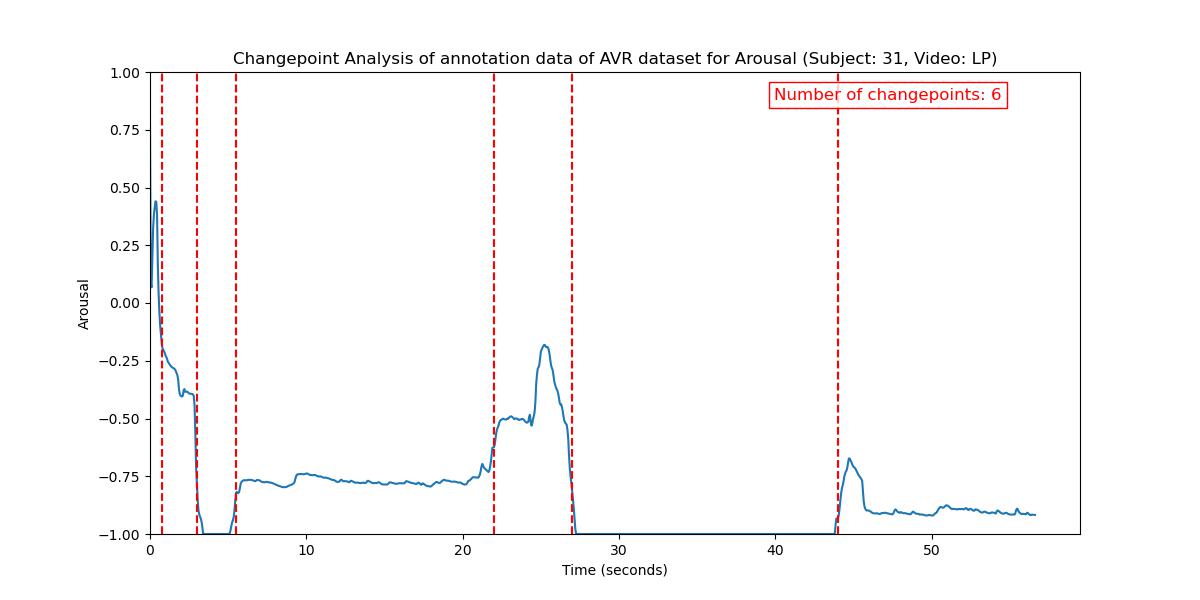 Changepoint Analysis of annotation data of AVR dataset for Arousal (Subject: 31, Video: LP)
Number of changepoints: 6
Arousal
1.00
0.75
0.50
0.25
0.00
−0.25
−0.50
−0.75
−1.00
0 10 20 30 40 50
Time (seconds)